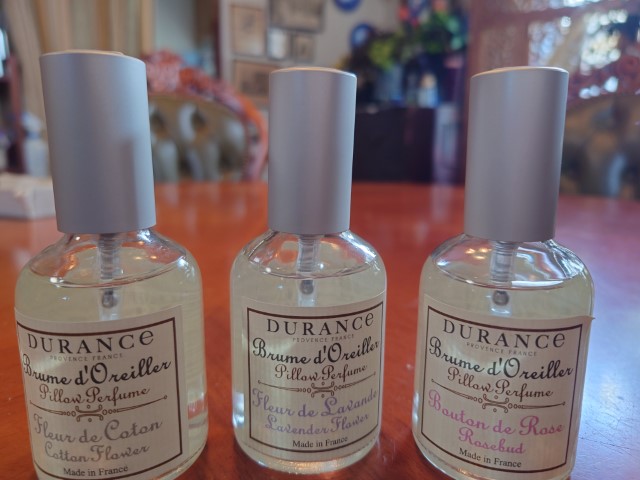 DURANCE
PROVENCE FRANCE
Brume d'Oreiller
Pillow Perfume
Fleur de Coton
Cotton Flower
Made in France
DURANCE
PROVENCE FRANCE
Brume d'Oreiller
Pillow Perfume
Fleur de Lavande
Lavender Flower
Made in France
DURANCE
PROVENCE FRANCE
Brume d'Oreiller
Pillow Perfume
Bouton de Rose
Rosebud
Made in France